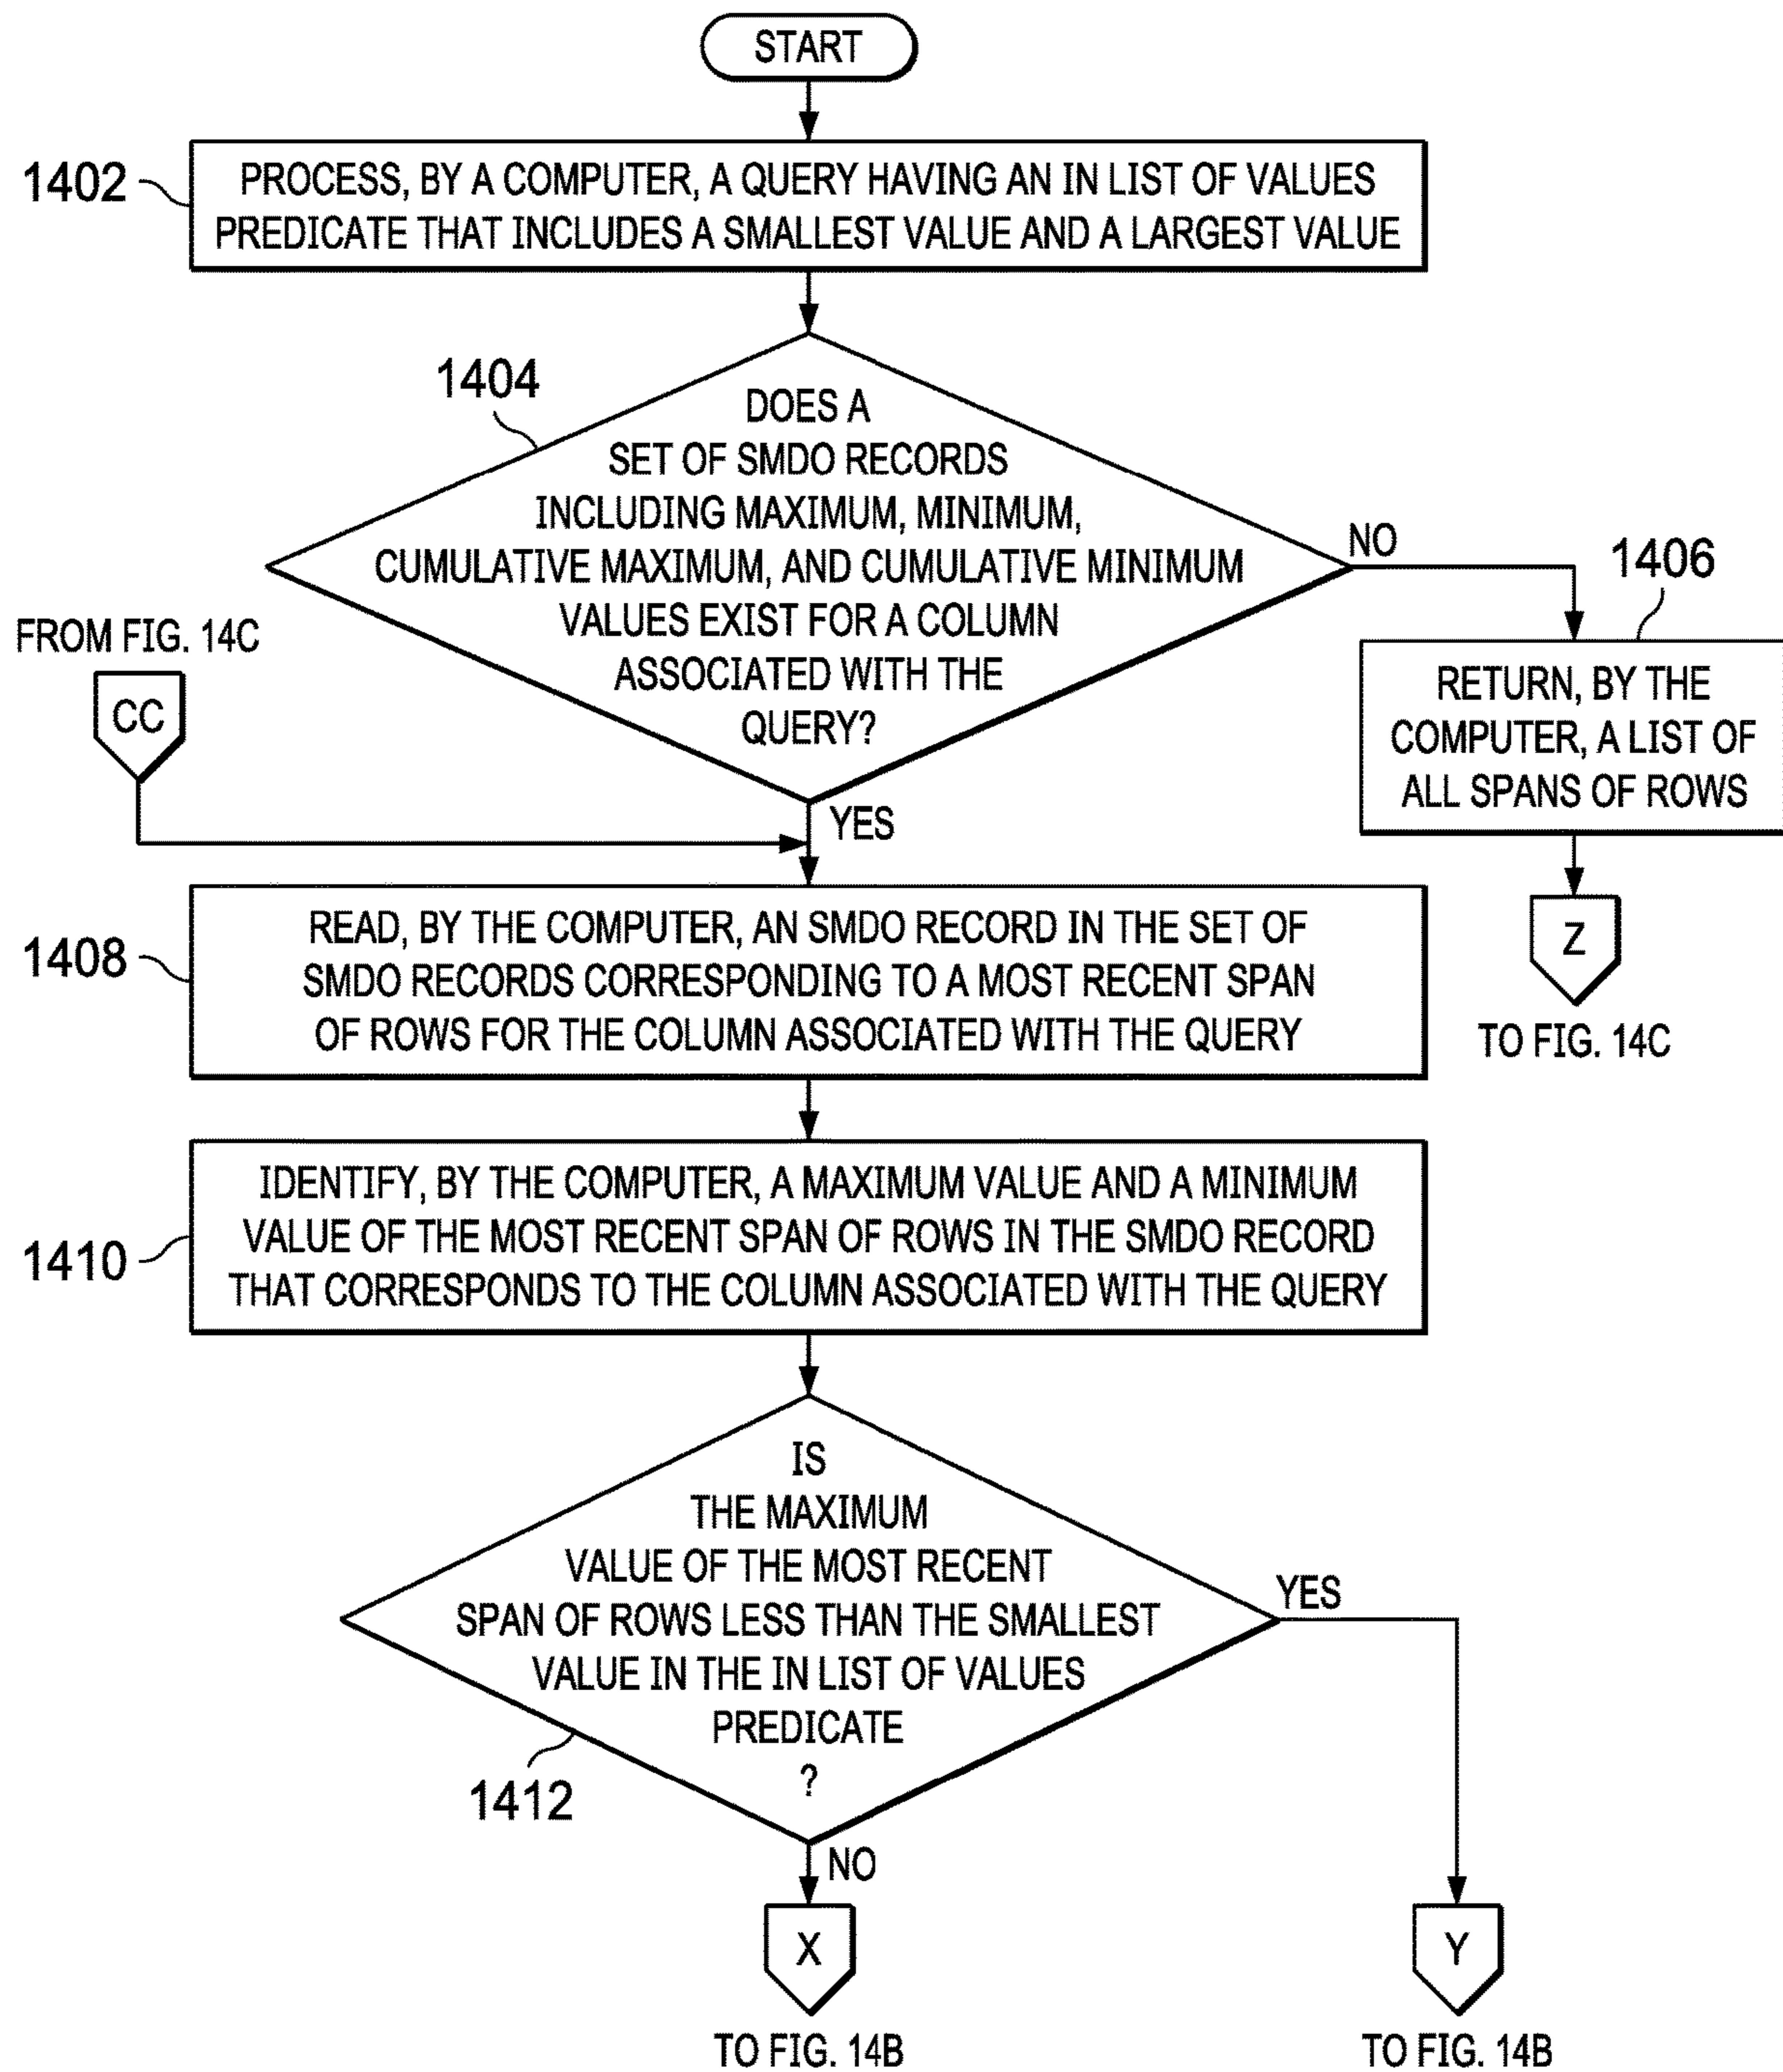 START
1402
PROCESS, BY A COMPUTER, A QUERY HAVING AN IN LIST OF VALUES
PREDICATE THAT INCLUDES A SMALLEST VALUE AND A LARGEST VALUE
1404
DOES A
SET OF SMDO RECORDS
INCLUDING MAXIMUM, MINIMUM,
CUMULATIVE MAXIMUM, AND CUMULATIVE MINIMUM
VALUES EXIST FOR A COLUMN
ASSOCIATED WITH THE
QUERY?
NO
1406
RETURN, BY THE
COMPUTER, A LIST OF
ALL SPANS OF ROWS
Z
TO FIG. 14C
FROM FIG. 14C
CC
YES
1408
READ, BY THE COMPUTER, AN SMDO RECORD IN THE SET OF
SMDO RECORDS CORRESPONDING TO A MOST RECENT SPAN
OF ROWS FOR THE COLUMN ASSOCIATED WITH THE QUERY
1410
IDENTIFY, BY THE COMPUTER, A MAXIMUM VALUE AND A MINIMUM
VALUE OF THE MOST RECENT SPAN OF ROWS IN THE SMDO RECORD
THAT CORRESPONDS TO THE COLUMN ASSOCIATED WITH THE QUERY
IS
THE MAXIMUM
VALUE OF THE MOST RECENT
SPAN OF ROWS LESS THAN THE SMALLEST
VALUE IN THE IN LIST OF VALUES
PREDICATE
?
1412
YES
NO
X
TO FIG. 14B
Y
TO FIG. 14B